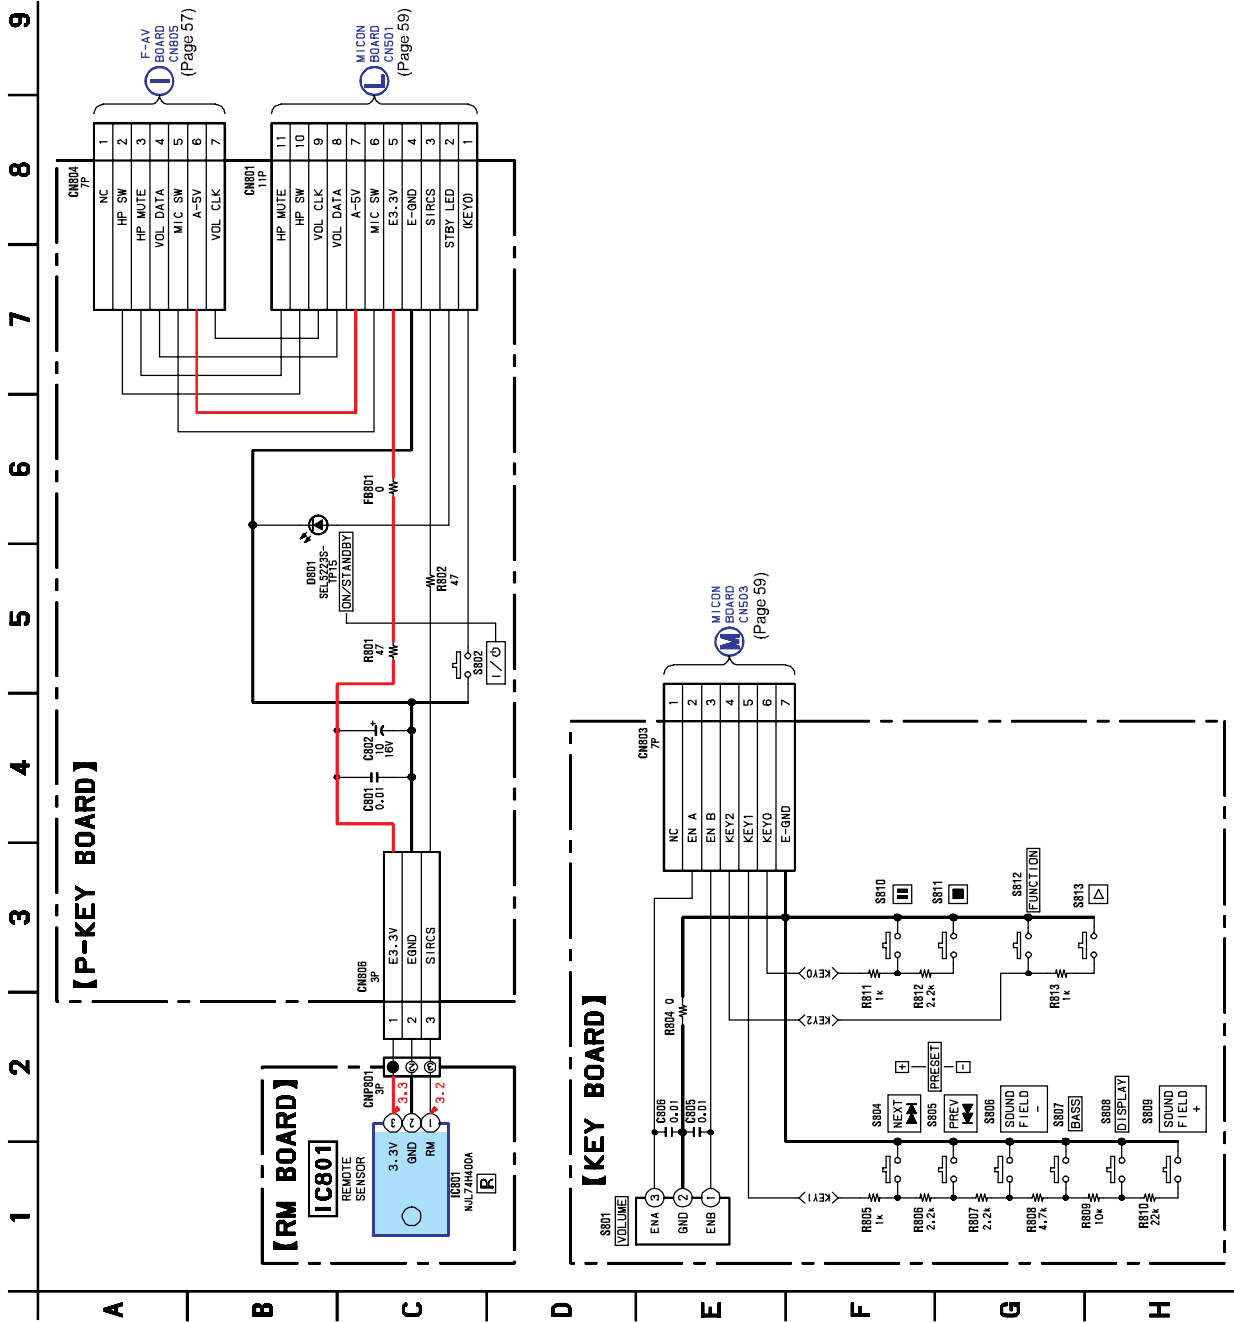 9
8
7
6
5
4
3
2
1
A
B
C
D
E
F
G
H
F-AV
BOARD
CN805
(Page 57)
I
MICON
BOARD
CN501
(Page 59)
L
CN804
7P
1 NC
2 HP SW
3 HP MUTE
4 VOL DATA
5 MIC SW
6 A-5V
7 VOL CLK
CN801
11P
11 HP MUTE
10 HP SW
9 VOL CLK
8 VOL DATA
7 A-5V
6 MIC SW
5 E3.3V
4 E-GND
3 SIRCS
2 STBY LED
1 (KEY0)
【P-KEY BOARD】
FB801
0
D801
SEL5223S-
TP15
ON/STANDBY
R802
47
R801
47
S802
I/⏻
C802
10
16V
C801
0.01
CN806
3P
E3.3V 1
EGND 2
SIRCS 3
【RM BOARD】
CNP801
3P
2
3
3.3
3.2
IC801
REMOTE
SENSOR
3 3.3V
2 GND
1 RM
IC801
NJL74H400A
R
MICON
BOARD
CN503
(Page 59)
M
【KEY BOARD】
CN803
7P
1 NC
2 EN A
3 EN B
4 KEY2
5 KEY1
6 KEY0
7 E-GND
R804 0
C806
0.01
C805
0.01
S801
VOLUME
ENA 3
GND 2
ENB 1
KEY0
KEY2
KEY1
S810
S811
S812
FUNCTION
S813
R811
1k
R812
2.2k
R813
1k
+
PRESET
-
S804
NEXT
S805
PREV
S806
SOUND
FIELD
-
S807
BASS
S808
DISPLAY
S809
SOUND
FIELD
+
R805
1k
R806
2.2k
R807
2.2k
R808
4.7k
R809
10k
R810
22k